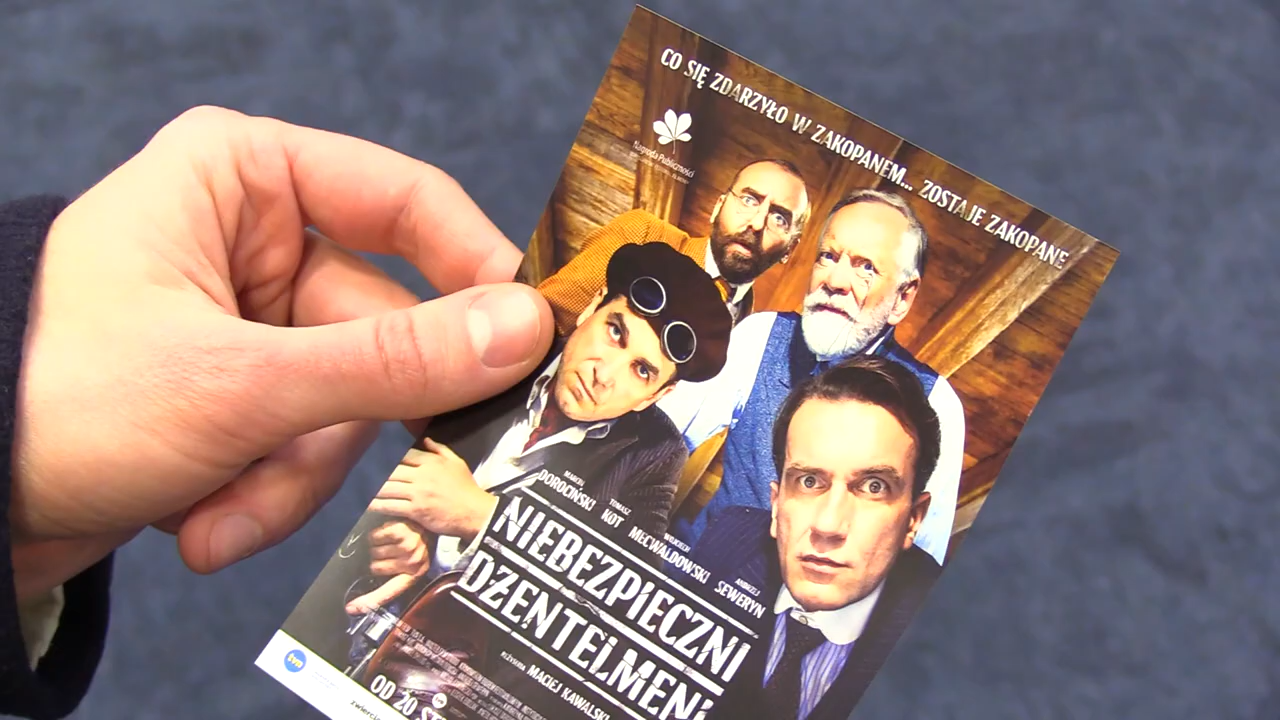 CO SIĘ ZDARZYŁO W ZAKOPANEM... ZOSTAJE ZAKOPANE
Nagroda Publiczności
MARCIN DOROCIŃSKI TOMASZ KOT WOJCIECH MECWALDOWSKI ANDRZEJ SEWERYN
NIEBEZPIECZNI
DŻENTELMENI
REŻYSERIA MACIEJ KAWALSKI
tvn
OD 20